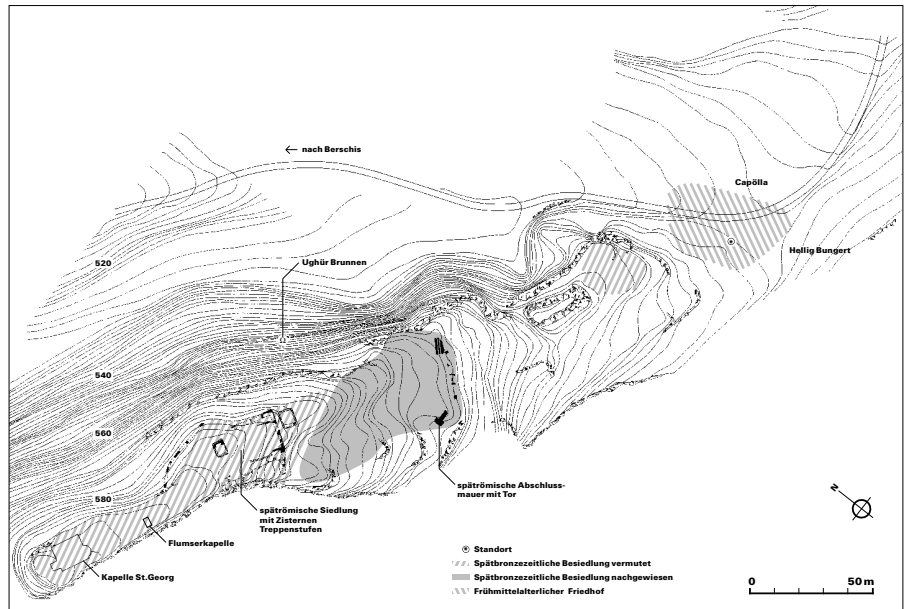 ← nach Berschis
Capölla
Hellig Bungert
520
Ughür Brunnen
540
560
580
spätrömische Abschluss-
mauer mit Tor
spätrömische Siedlung
mit Zisternen
Treppenstufen
Flumserkapelle
Kapelle St.Georg
N
Standort
Spätbronzezeitliche Besiedlung vermutet
Spätbronzezeitliche Besiedlung nachgewiesen
Frühmittelalterlicher Friedhof
0 50 m